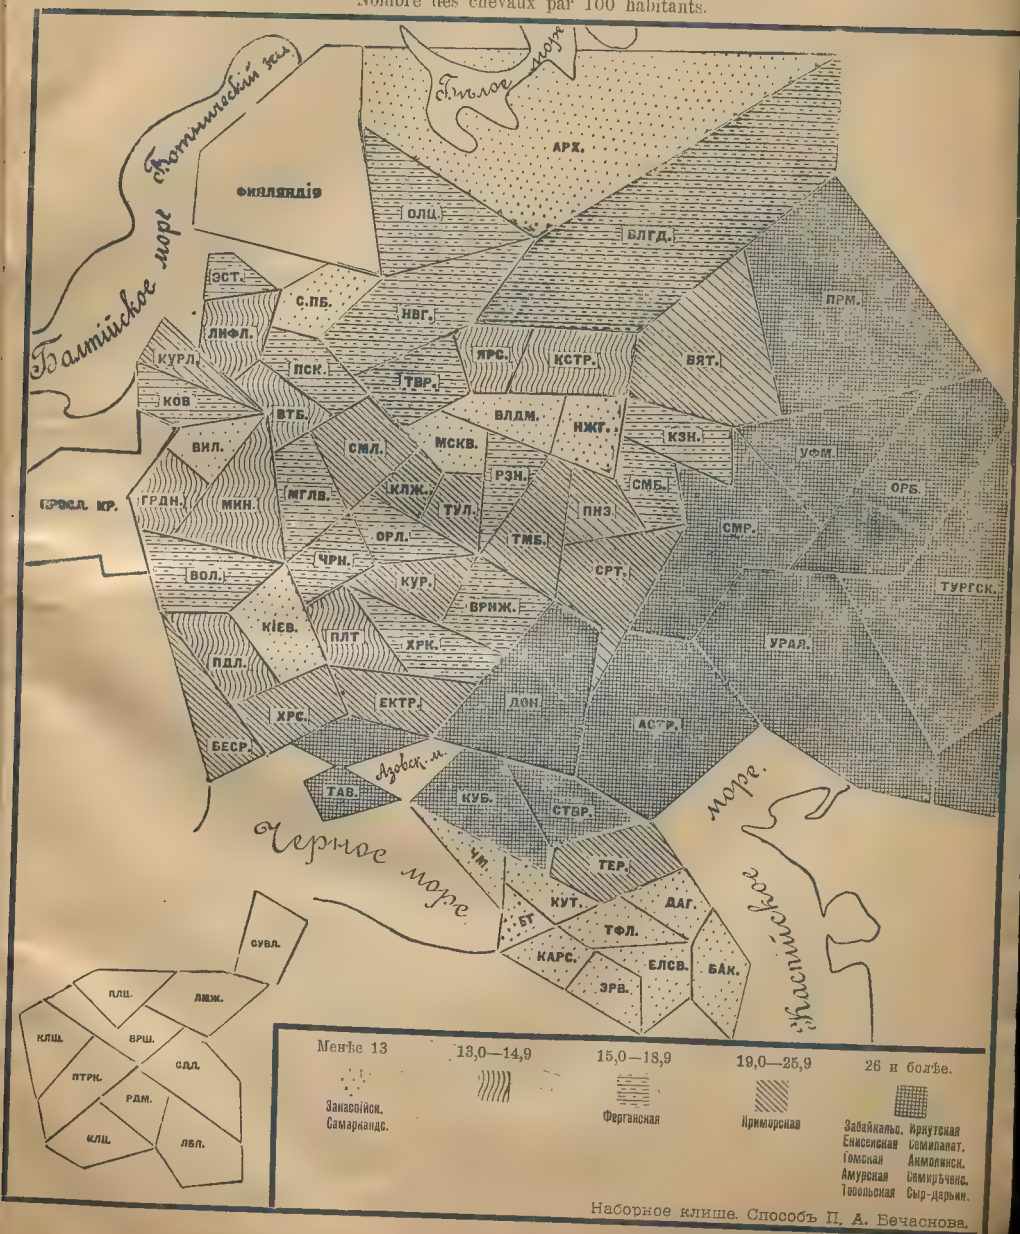 Nombre des chevaux par 100 habitants.
Ботническій зал
Бѣлое море
АРХ.
ФИНЛЯНДІЯ
ОЛЦ.
ВЛГД.
Балтійское море
ЭСТ.
С.ПБ.
НВГ.
ПРМ.
ЛИФЛ.
КУРЛ.
ПСК.
ТВР.
ЯРС.
КСТР.
ВЯТ.
КОВ
ВТБ.
ВЛДМ.
НЖГ.
КЗН.
ВИЛ.
СМЛ.
МСКВ.
УФМ.
ГРДН.
МИН.
МГЛВ.
КЛЖ.
ТУЛ.
РЗН.
СМБ.
ОРБ.
КР.
ПНЗ.
СМР.
ОРЛ.
ТМБ.
ВОЛ.
ЧРН.
КУР.
СРТ.
ТУРГСК.
КІЕВ.
ПЛТ
ВРНЖ.
ХРК.
УРАЛ.
ПДЛ.
ХРС.
ЕКТР.
ДОН.
АСТР.
БЕСР.
Азовск. м.
ТАВ.
КУБ.
СТВР.
Черное море
Каспійское море.
ЧМ.
ТЕР.
КУТ.
ДАГ.
БТ
ТФЛ.
КАРС.
ЕЛСВ.
БАК.
ЭРВ.
СУВЛ.
ПЛЦ.
ЛМЖ.
КЛШ.
ВРШ.
СДЛ.
ПТРК.
РДМ.
КЛЦ.
ЛБЛ.
Менѣе 13
13,0—14,9
15,0—18,9
19,0—25,9
26 и болѣе.
Закаспійск.
Самаркандс.
Ферганская
Приморская
Забайкальс. Иркутская
Енисейская Семипалат.
Томская Акмолинск.
Амурская Семирѣченс.
Тобольская Сыр-дарьин.
Наборное клише. Способъ П. А. Бечаснова.